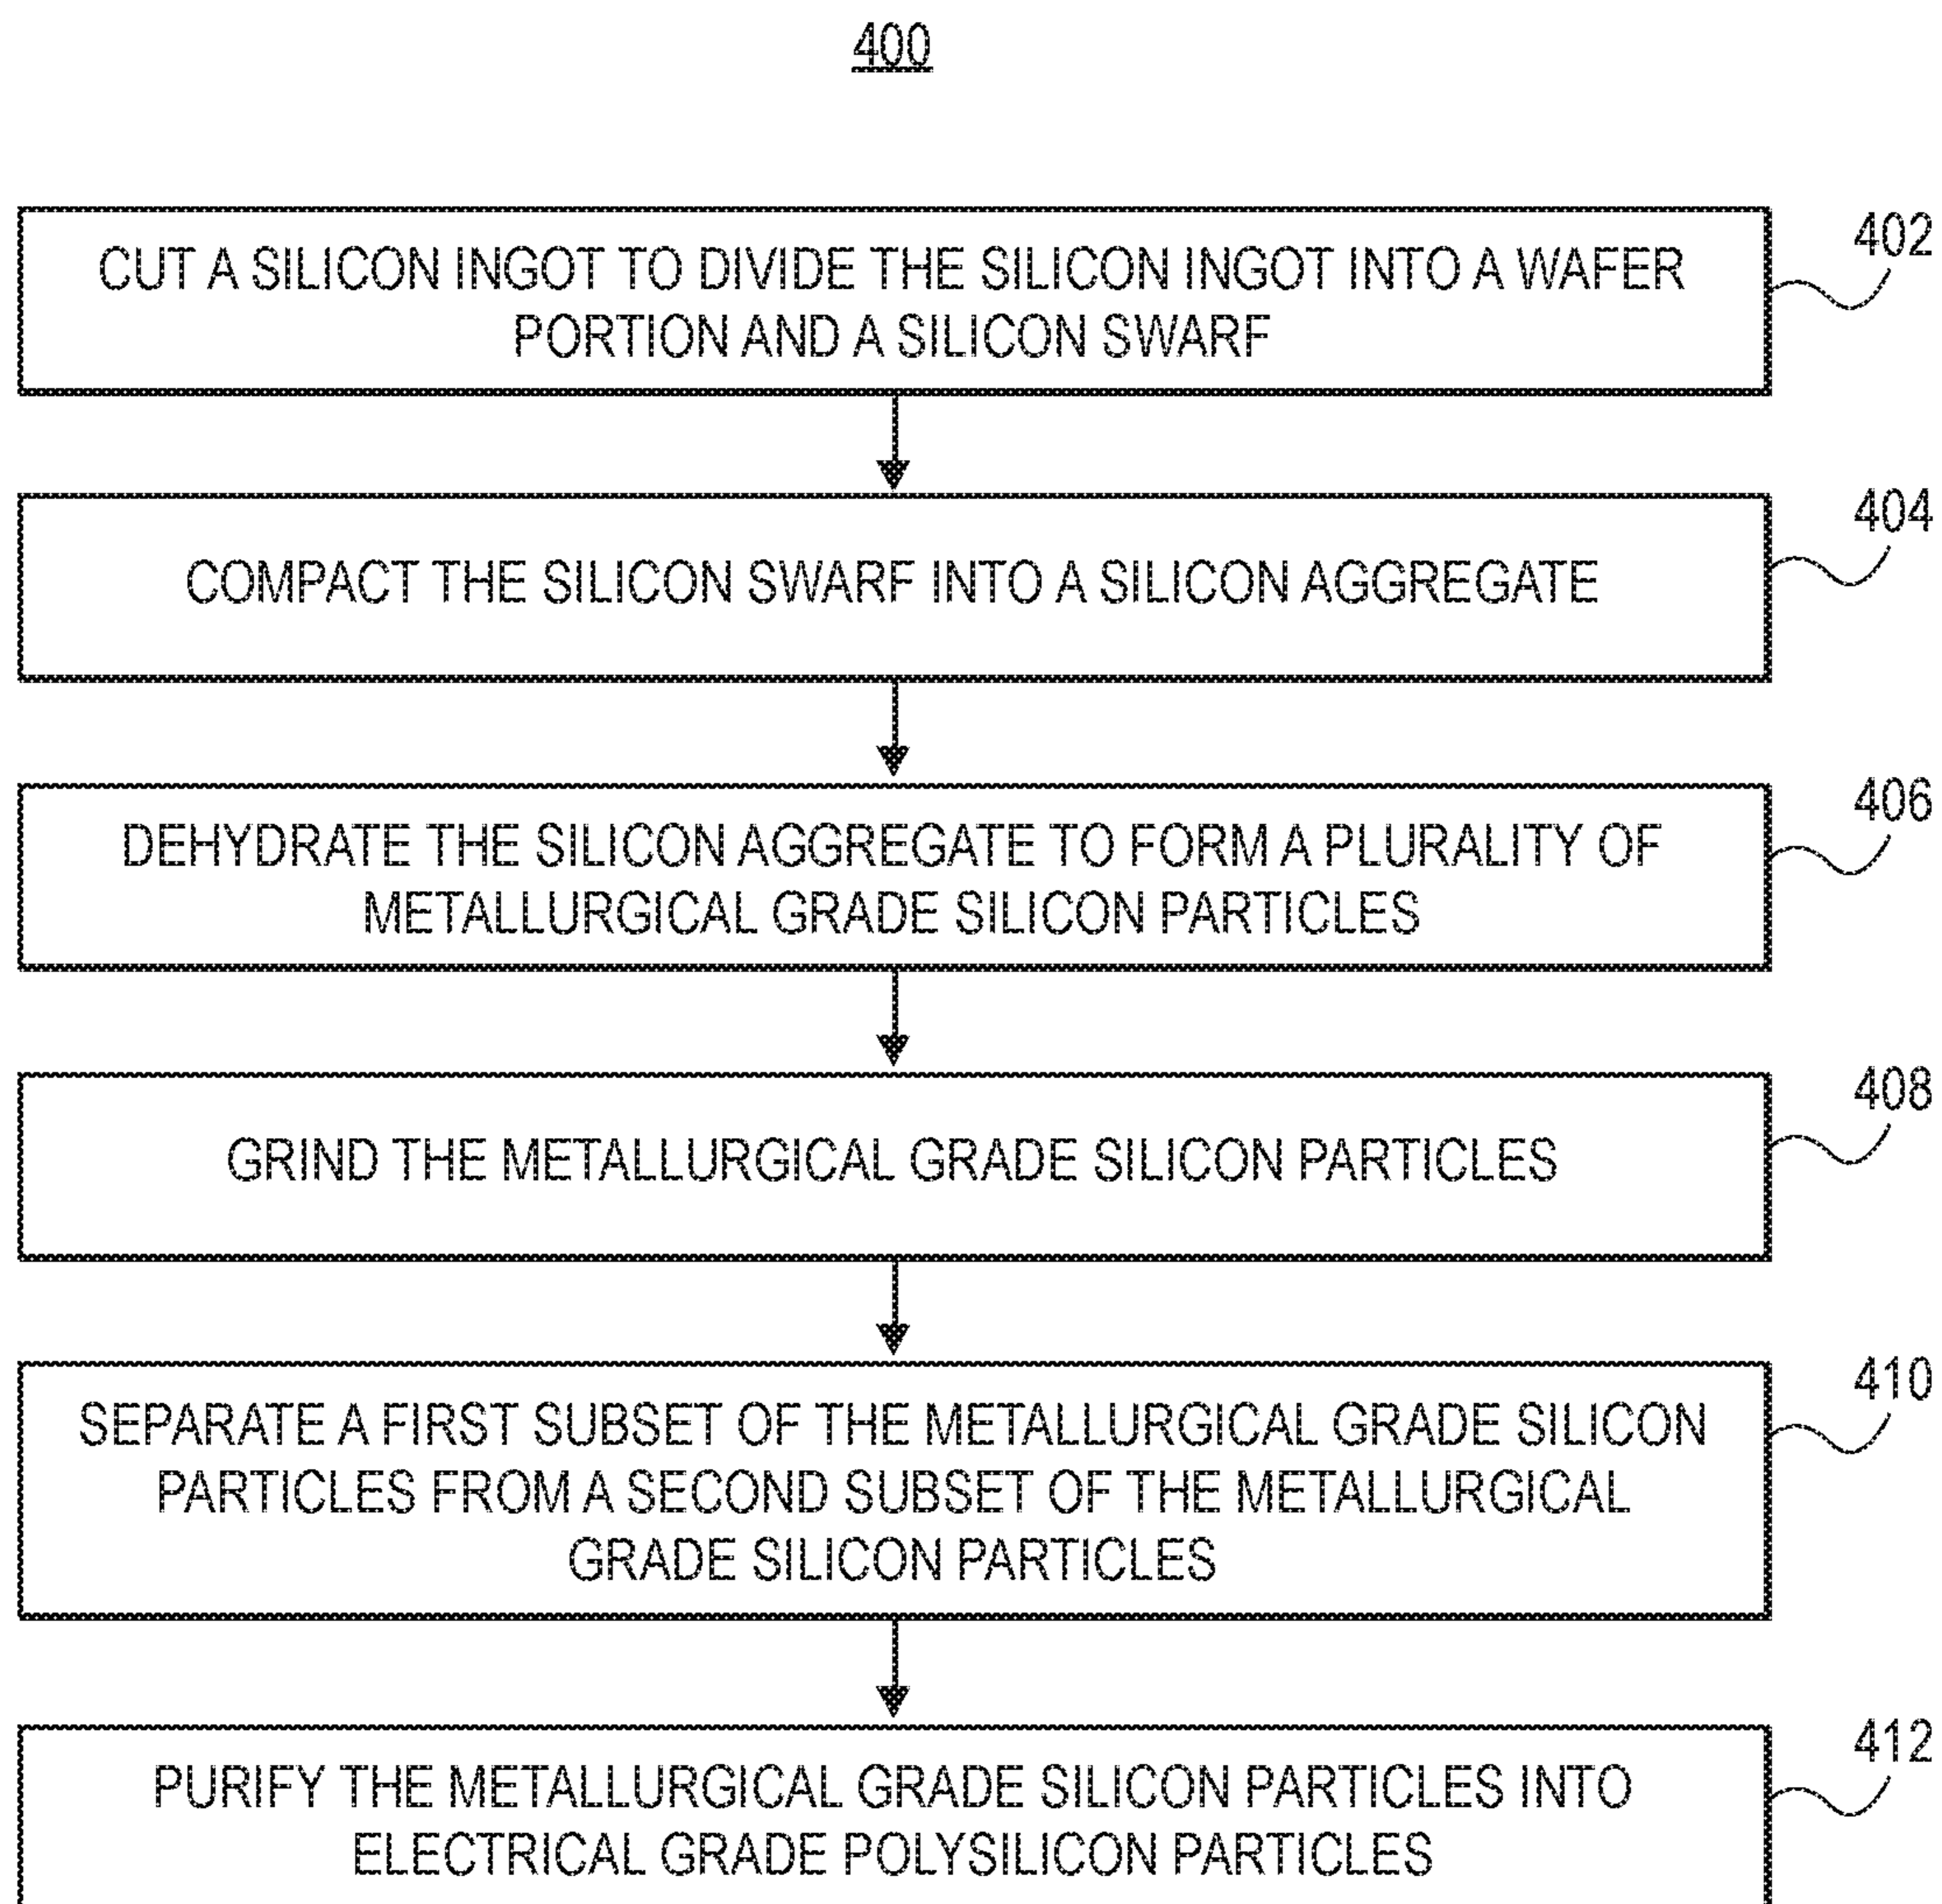 400
CUT A SILICON INGOT TO DIVIDE THE SILICON INGOT INTO A WAFER
PORTION AND A SILICON SWARF
402
COMPACT THE SILICON SWARF INTO A SILICON AGGREGATE
404
DEHYDRATE THE SILICON AGGREGATE TO FORM A PLURALITY OF
METALLURGICAL GRADE SILICON PARTICLES
406
GRIND THE METALLURGICAL GRADE SILICON PARTICLES
408
SEPARATE A FIRST SUBSET OF THE METALLURGICAL GRADE SILICON
PARTICLES FROM A SECOND SUBSET OF THE METALLURGICAL
GRADE SILICON PARTICLES
410
PURIFY THE METALLURGICAL GRADE SILICON PARTICLES INTO
ELECTRICAL GRADE POLYSILICON PARTICLES
412